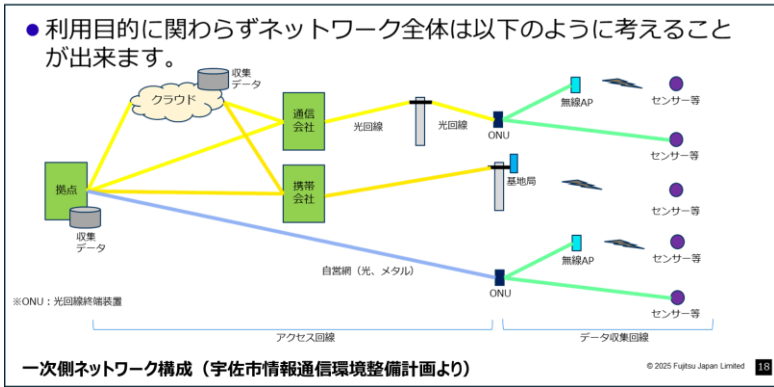 ●利用目的に関わらずネットワーク全体は以下のように考えること
が出来ます。
収集
データ
クラウド
通信
会社
光回線
光回線
ONU
無線AP
センサー等
センサー等
拠点
収集
データ
携帯
会社
基地局
センサー等
自営網（光、メタル）
ONU
無線AP
センサー等
センサー等
※ONU：光回線終端装置
アクセス回線
データ収集回線
一次側ネットワーク構成（宇佐市情報通信環境整備計画より）
© 2025 Fujitsu Japan Limited
18